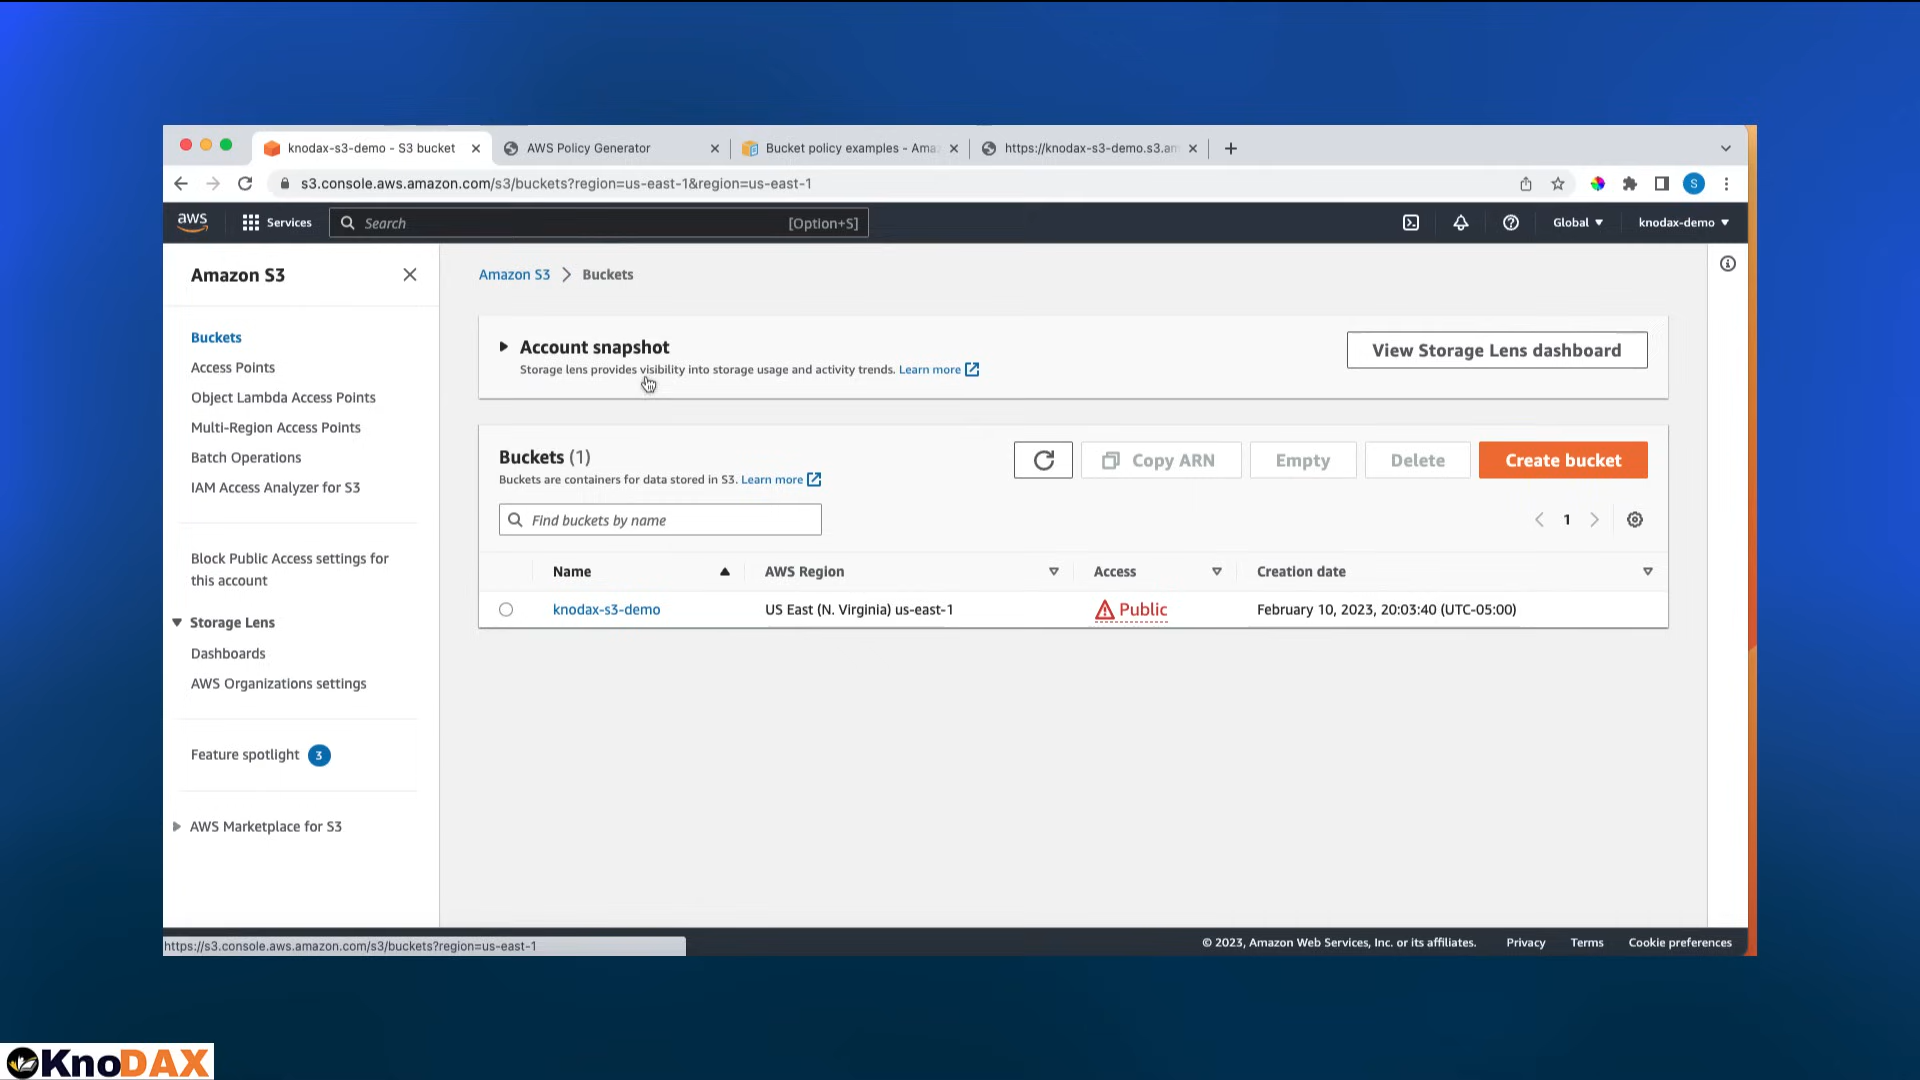 knodax-s3-demo - S3 bucket
AWS Policy Generator
Bucket policy examples - Ama
https://knodax-s3-demo.s3.am
s3.console.aws.amazon.com/s3/buckets?region=us-east-1&region=us-east-1
S
aws
Services
Search
[Option+S]
Global
knodax-demo
Amazon S3
Buckets
Access Points
Object Lambda Access Points
Multi-Region Access Points
Batch Operations
IAM Access Analyzer for S3
Block Public Access settings for
this account
Storage Lens
Dashboards
AWS Organizations settings
Feature spotlight 3
AWS Marketplace for S3
Amazon S3 > Buckets
Account snapshot
Storage lens provides visibility into storage usage and activity trends. Learn more
View Storage Lens dashboard
Buckets (1)
Buckets are containers for data stored in S3. Learn more
Copy ARN
Empty
Delete
Create bucket
Find buckets by name
1
Name AWS Region Access Creation date
knodax-s3-demo US East (N. Virginia) us-east-1 Public February 10, 2023, 20:03:40 (UTC-05:00)
https://s3.console.aws.amazon.com/s3/buckets?region=us-east-1
© 2023, Amazon Web Services, Inc. or its affiliates. Privacy Terms Cookie preferences
KnoDAX